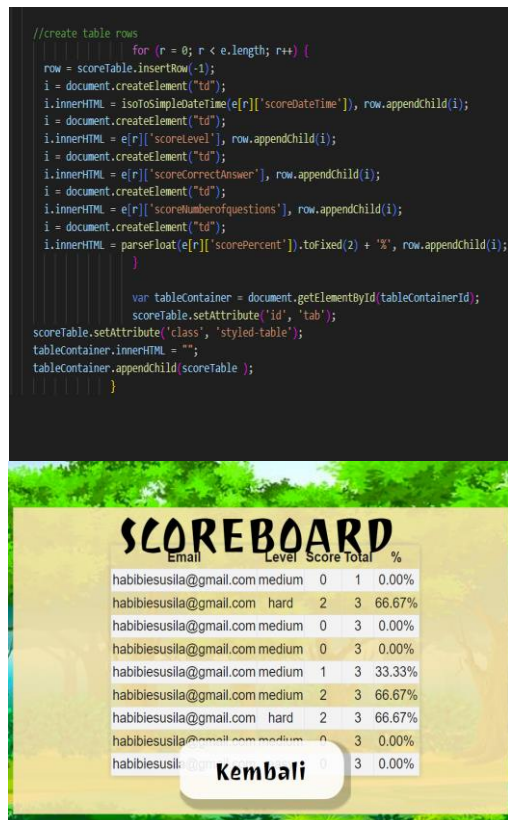 //create table rows
for (r = 0; r < e.length; r++) {
row = scoreTable.insertRow(-1);
i = document.createElement("td");
i.innerHTML = isoToSimpleDateTime(e[r]['scoreDateTime']), row.appendChild(i);
i = document.createElement("td");
i.innerHTML = e[r]['scoreLevel'], row.appendChild(i);
i = document.createElement("td");
i.innerHTML = e[r]['scoreCorrectAnswer'], row.appendChild(i);
i = document.createElement("td");
i.innerHTML = e[r]['scoreNumberofquestions'], row.appendChild(i);
i = document.createElement("td");
i.innerHTML = parseFloat(e[r]['scorePercent']).toFixed(2) + '%', row.appendChild(i);
}
var tableContainer = document.getElementById(tableContainerId);
scoreTable.setAttribute('id', 'tab');
scoreTable.setAttribute('class', 'styled-table');
tableContainer.innerHTML = "";
tableContainer.appendChild(scoreTable );
}
SCOREBOARD
Email Level Score Total %
habibiesusila@gmail.com medium 0 1 0.00%
habibiesusila@gmail.com hard 2 3 66.67%
habibiesusila@gmail.com medium 0 3 0.00%
habibiesusila@gmail.com medium 0 3 0.00%
habibiesusila@gmail.com medium 1 3 33.33%
habibiesusila@gmail.com medium 2 3 66.67%
habibiesusila@gmail.com hard 2 3 66.67%
habibiesusila@gmail.com medium 0 3 0.00%
habibiesusil 3 0.00%
Kembali